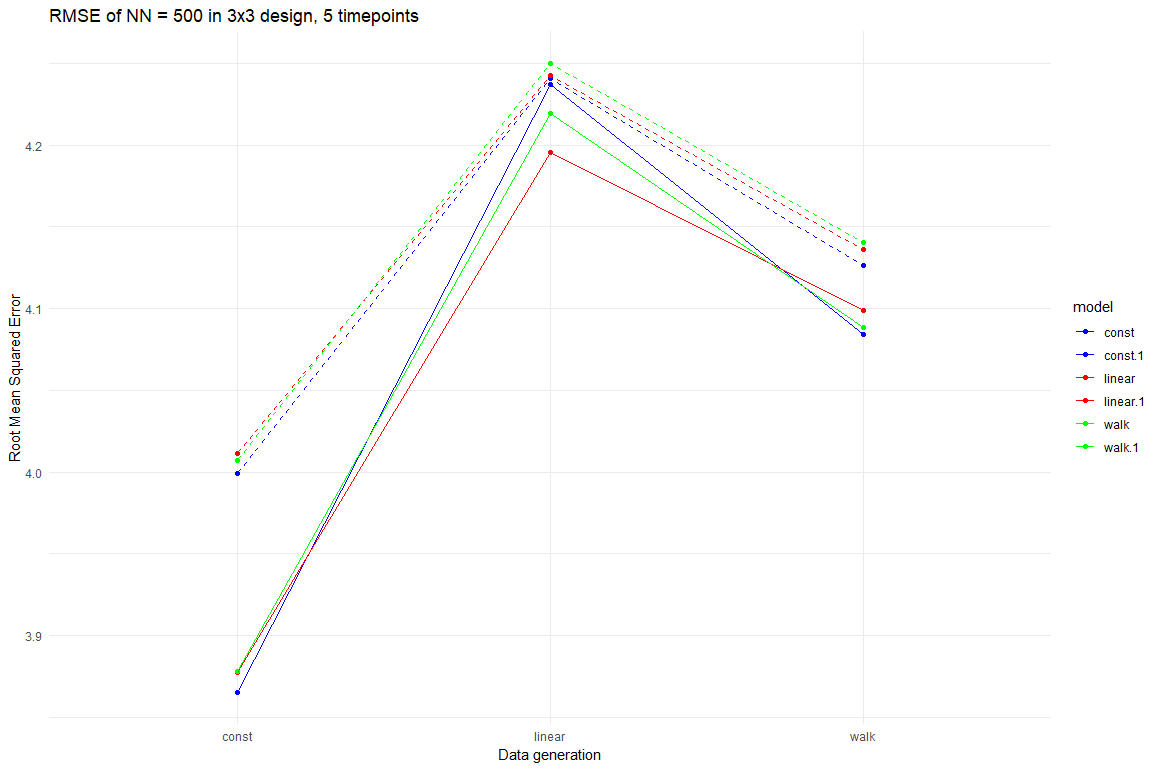 RMSE of NN = 500 in 3x3 design, 5 timepoints
Root Mean Squared Error
4.2
4.1
4.0
3.9
const
linear
walk
Data generation
model
const
const.1
linear
linear.1
walk
walk.1